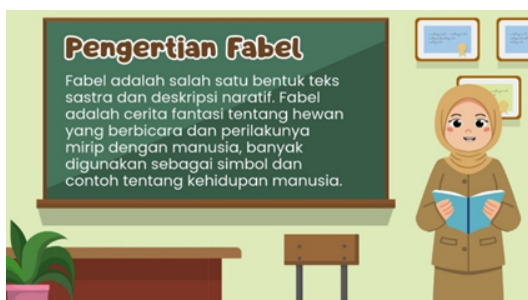 Pengertian Fabel
Fabel adalah salah satu bentuk teks
sastra dan deskripsi naratif. Fabel
adalah cerita fantasi tentang hewan
yang berbicara dan perilakunya
mirip dengan manusia, banyak
digunakan sebagai simbol dan
contoh tentang kehidupan manusia.